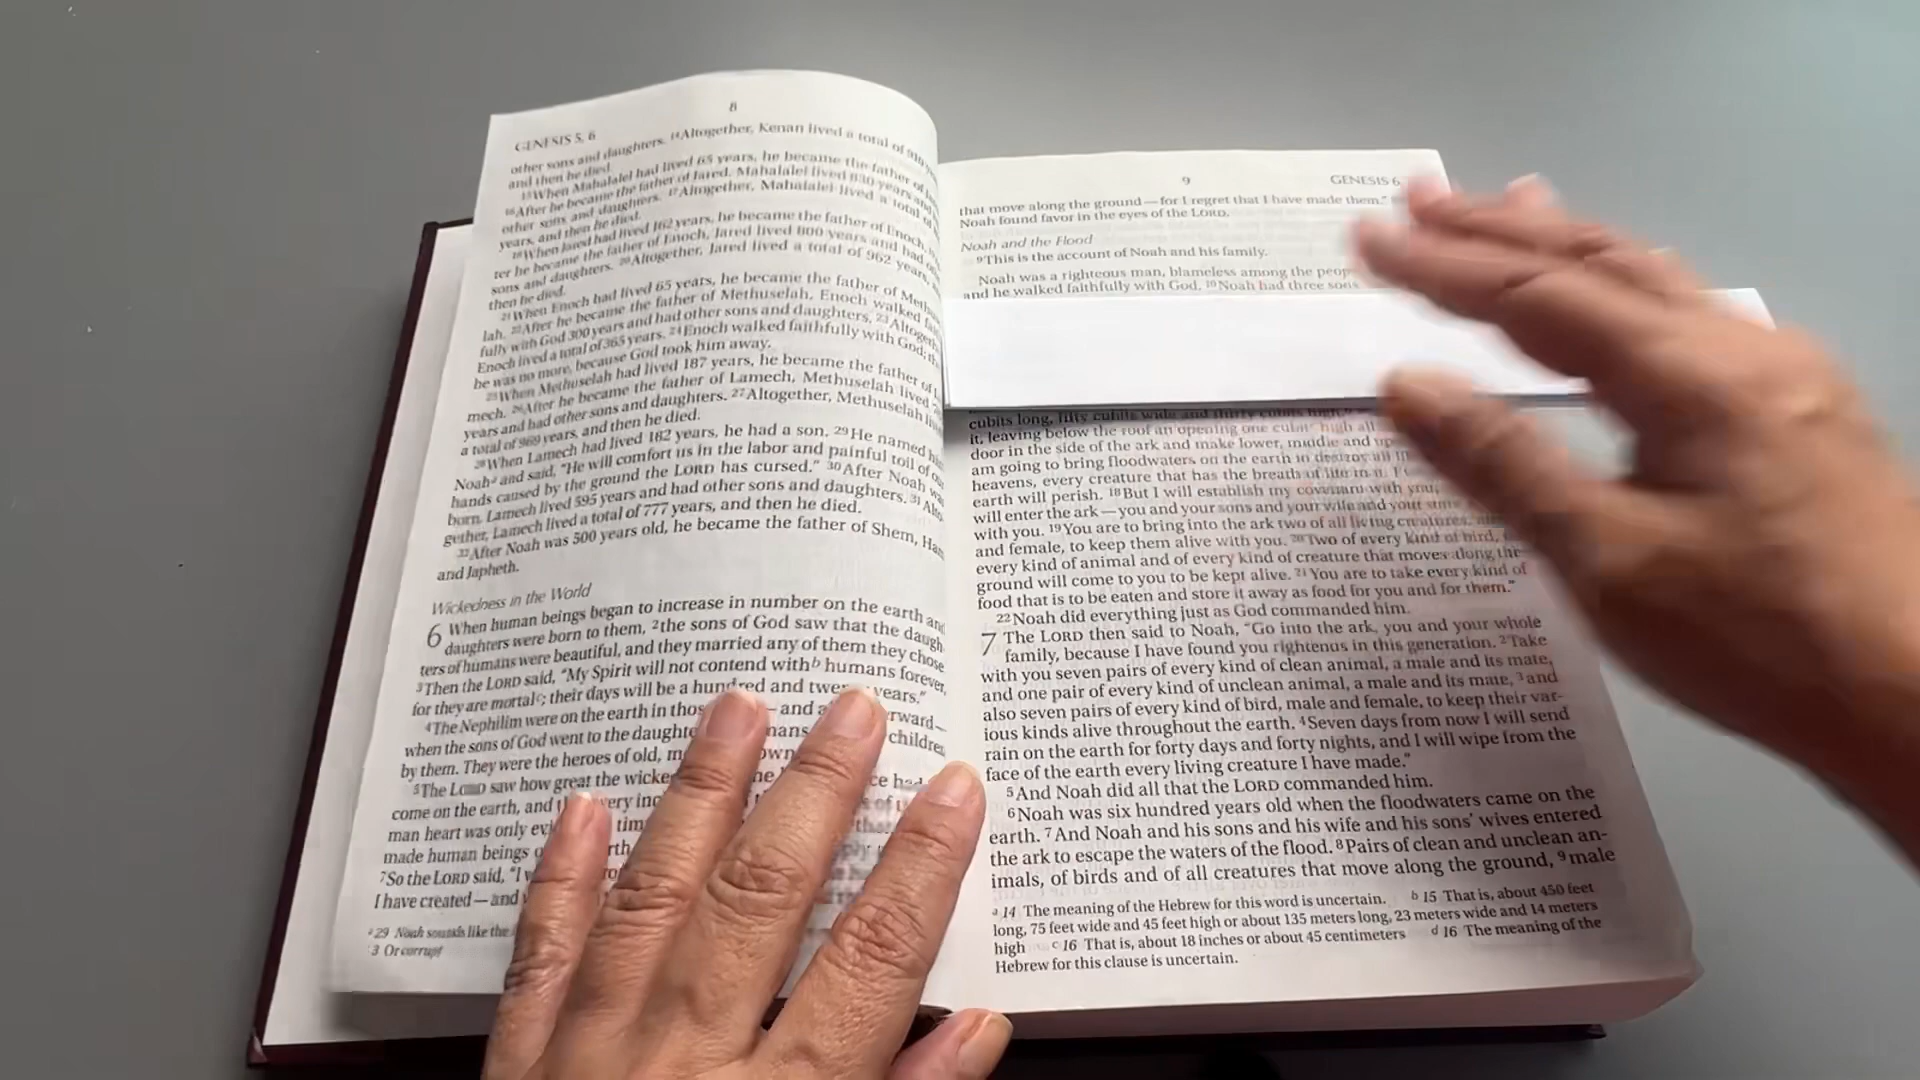 8
GENESIS 5, 6
other sons and daughters. 14Altogether, Kenan lived a total of 910
and then he died.
15When Mahalalel had lived 65 years, he became the father of
16After he became the father of Jared, Mahalalel lived 830 years and
other sons and daughters. 17Altogether, Mahalalel lived a total
years, and then he died.
18When Jared had lived 162 years, he became the father of Enoch.
ter he became the father of Enoch, Jared lived 800 years and had
sons and daughters. 20Altogether, Jared lived a total of 962 years,
then he died.
21When Enoch had lived 65 years, he became the father of
lah. 22After he became the father of Methuselah, Enoch walked
fully with God 300 years and had other sons and daughters. 23
Enoch lived a total of 365 years. 24Enoch walked faithfully with God;
he was no more, because God took him away.
25When Methuselah had lived 187 years, he became the father of
mech. 26After he became the father of Lamech, Methuselah lived
years and had other sons and daughters. 27Altogether, Methuselah
a total of 969 years, and then he died.
28When Lamech had lived 182 years, he had a son. 29He named
Noah and said, “He will comfort us in the labor and painful toil of
hands caused by the ground the LORD has cursed.” 30After Noah
born, Lamech lived 595 years and had other sons and daughters. 31
gether, Lamech lived a total of 777 years, and then he died.
32After Noah was 500 years old, he became the father of Shem,
and Japheth.
Wickedness in the World
6 When human beings began to increase in number on the earth and
daughters were born to them, 2the sons of God saw that the daugh-
ters of humans were beautiful, and they married any of them they chose
3Then the LORD said, “My Spirit will not contend with b humans forever,
for they are mortal c; their days will be a hundred and twe years.”
4The Nephilim were on the earth in thos — and a rward—
when the sons of God went to the daughte mans children
by them. They were the heroes of old, m own
5The LORD saw how great the wicke ha
come on the earth, and very inc of
man heart was only evi tim
made human beings o rth
7So the LORD said, “I w
I have created — and
a 29 Noah sounds like the
3 Or corrupt
9
GENESIS 6
that move along the ground — for I regret that I have made them.”
Noah found favor in the eyes of the LORD.
Noah and the Flood
9This is the account of Noah and his family.
Noah was a righteous man, blameless among the peop
and he walked faithfully with God. 10Noah had three sons
cubits long, fifty cubits wide and thirty cubits high.
it, leaving below the roof an opening one cubit high all
door in the side of the ark and make lower, middle and up
am going to bring floodwaters on the earth to destroy all
heavens, every creature that has the breath of life in it.
earth will perish. 18But I will establish my covenant with you,
will enter the ark — you and your sons and your wife and your sons
with you. 19You are to bring into the ark two of all living creatures,
and female, to keep them alive with you. 20Two of every kind of bird,
every kind of animal and of every kind of creature that moves along the
ground will come to you to be kept alive. 21You are to take every kind of
food that is to be eaten and store it away as food for you and for them.”
22Noah did everything just as God commanded him.
7 The LORD then said to Noah, “Go into the ark, you and your whole
family, because I have found you righteous in this generation. 2Take
with you seven pairs of every kind of clean animal, a male and its mate,
and one pair of every kind of unclean animal, a male and its mate, 3and
also seven pairs of every kind of bird, male and female, to keep their var-
ious kinds alive throughout the earth. 4Seven days from now I will send
rain on the earth for forty days and forty nights, and I will wipe from the
face of the earth every living creature I have made.”
5And Noah did all that the LORD commanded him.
6Noah was six hundred years old when the floodwaters came on the
earth. 7And Noah and his sons and his wife and his sons’ wives entered
the ark to escape the waters of the flood. 8Pairs of clean and unclean an-
imals, of birds and of all creatures that move along the ground, 9male
a 14 The meaning of the Hebrew for this word is uncertain. b 15 That is, about 450 feet
long, 75 feet wide and 45 feet high or about 135 meters long, 23 meters wide and 14 meters
high c 16 That is, about 18 inches or about 45 centimeters d 16 The meaning of the
Hebrew for this clause is uncertain.